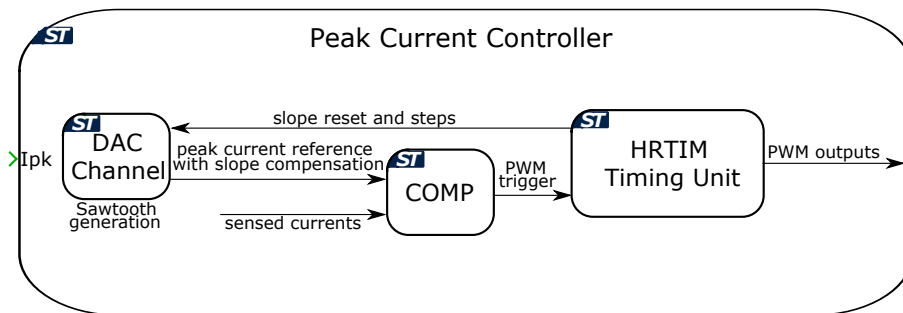 ST
Peak Current Controller
ST
DAC
Channel
Sawtooth
generation
Ipk
slope reset and steps
peak current reference
with slope compensation
sensed currents
ST
COMP
PWM
trigger
ST
HRTIM
Timing Unit
PWM outputs